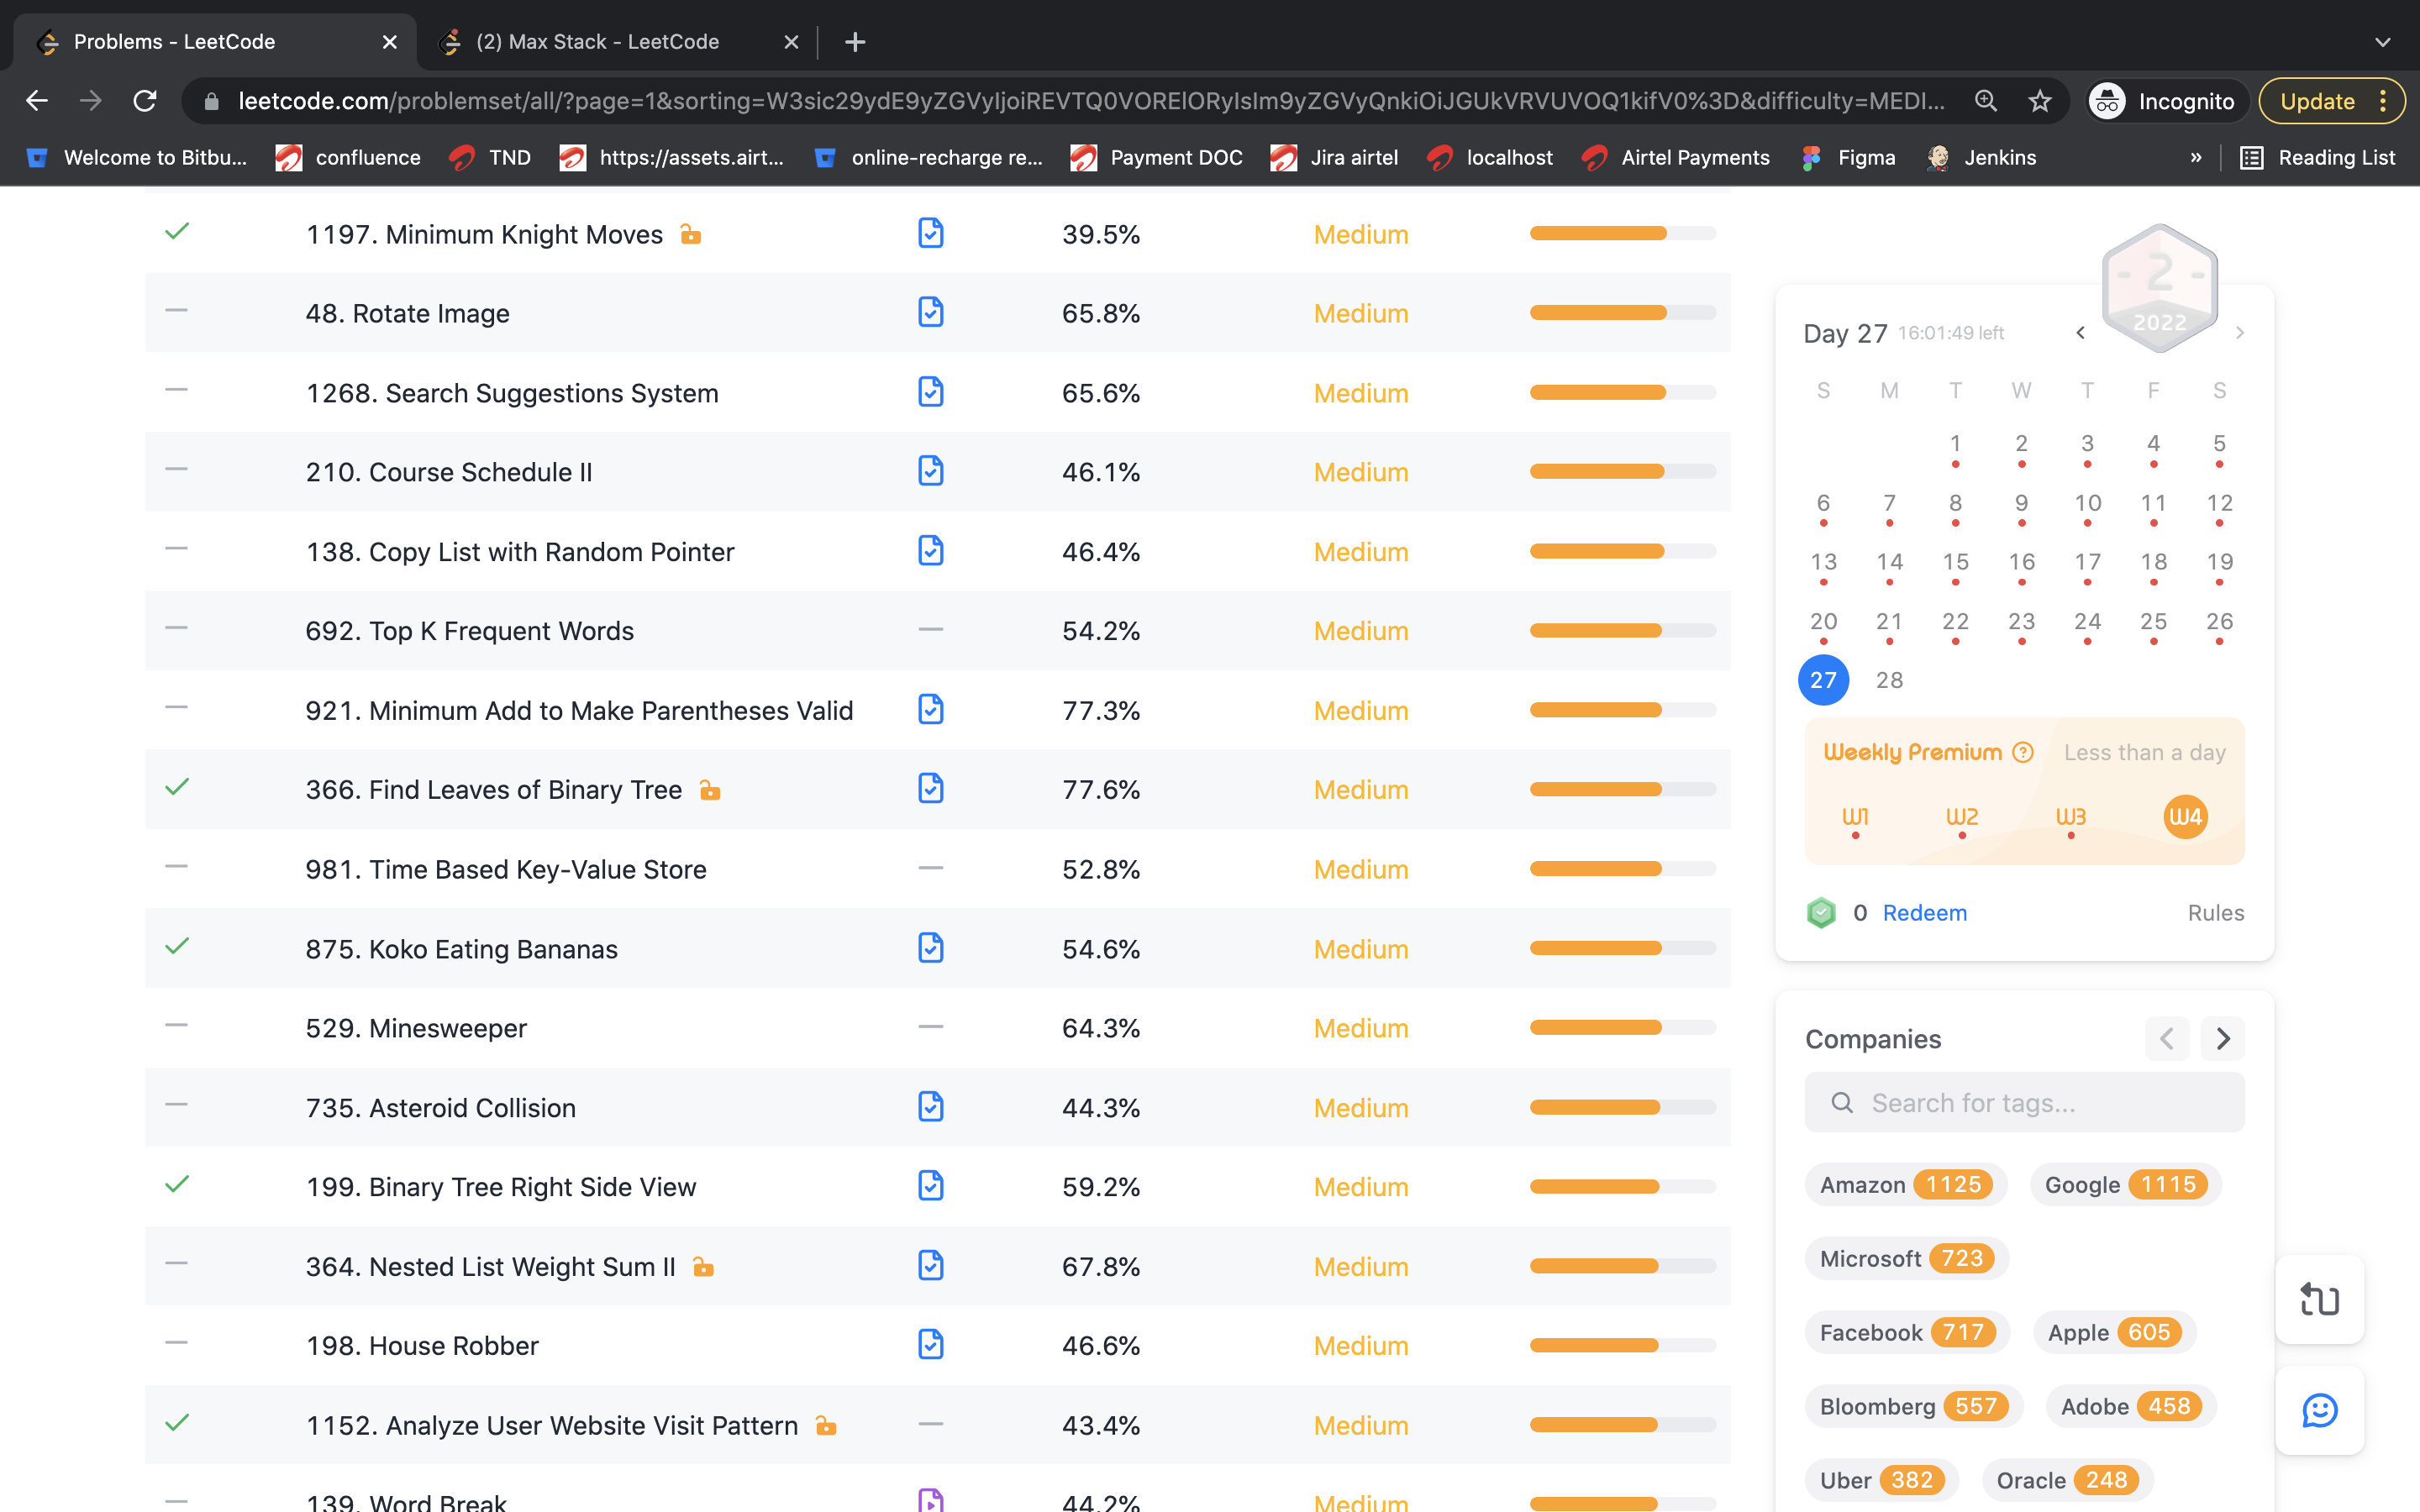 Problems - LeetCode
(2) Max Stack - LeetCode
leetcode.com/problemset/all/?page=1&sorting=W3sic29ydE9yZGVyIjoiREVTQ0VORElORyIsIm9yZGVyQnkiOiJGUkVRVUVOQ1kifV0%3D&difficulty=MEDI...
Incognito
Update
Welcome to Bitbu...
confluence
TND
https://assets.airt...
online-recharge re...
Payment DOC
Jira airtel
localhost
Airtel Payments
Figma
Jenkins
»
Reading List
1197. Minimum Knight Moves 39.5% Medium
48. Rotate Image 65.8% Medium
1268. Search Suggestions System 65.6% Medium
210. Course Schedule II 46.1% Medium
138. Copy List with Random Pointer 46.4% Medium
692. Top K Frequent Words 54.2% Medium
921. Minimum Add to Make Parentheses Valid 77.3% Medium
366. Find Leaves of Binary Tree 77.6% Medium
981. Time Based Key-Value Store 52.8% Medium
875. Koko Eating Bananas 54.6% Medium
529. Minesweeper 64.3% Medium
735. Asteroid Collision 44.3% Medium
199. Binary Tree Right Side View 59.2% Medium
364. Nested List Weight Sum II 67.8% Medium
198. House Robber 46.6% Medium
1152. Analyze User Website Visit Pattern 43.4% Medium
139. Word Break 44.2% Medium
- 2 -
2022
Day 27 16:01:49 left
S M T W T F S
1 2 3 4 5
6 7 8 9 10 11 12
13 14 15 16 17 18 19
20 21 22 23 24 25 26
27 28
Weekly Premium ? Less than a day
W1 W2 W3 W4
0 Redeem Rules
Companies
Search for tags...
Amazon 1125 Google 1115
Microsoft 723
Facebook 717 Apple 605
Bloomberg 557 Adobe 458
Uber 382 Oracle 248